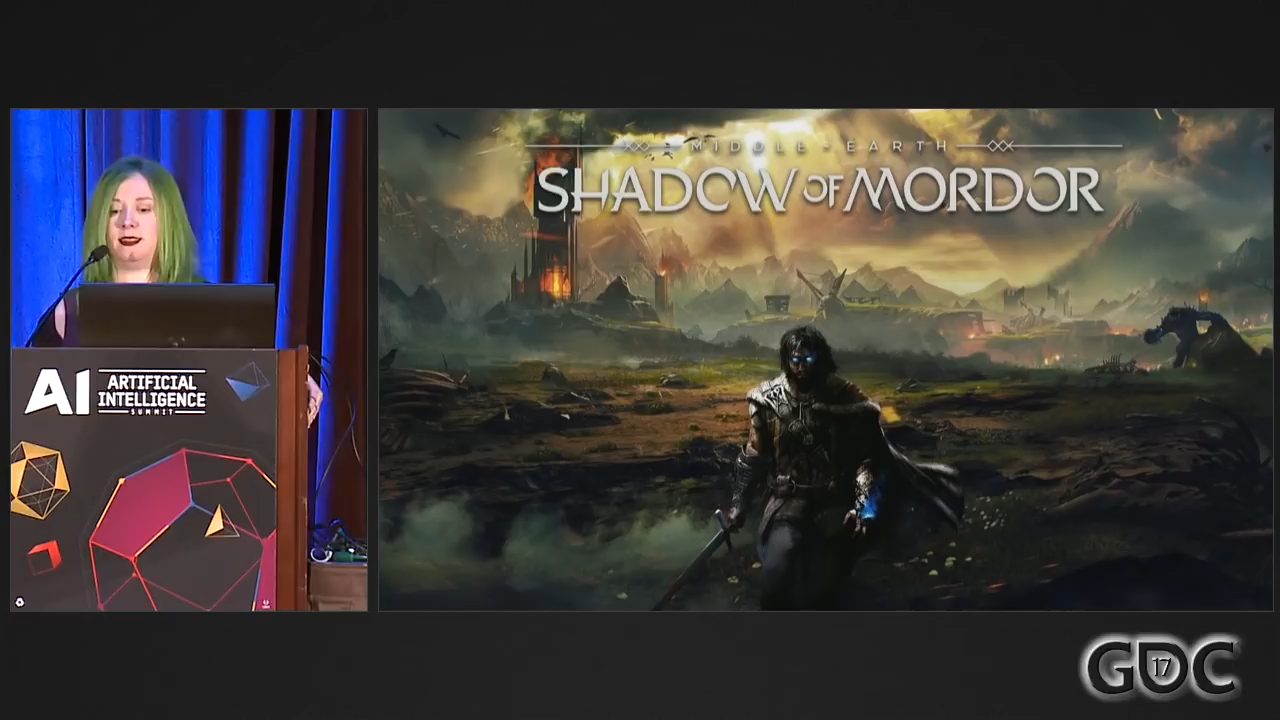 AI
ARTIFICIAL
INTELLIGENCE
SUMMIT
MIDDLE-EARTH
SHADOW OF MORDOR
GDC
17